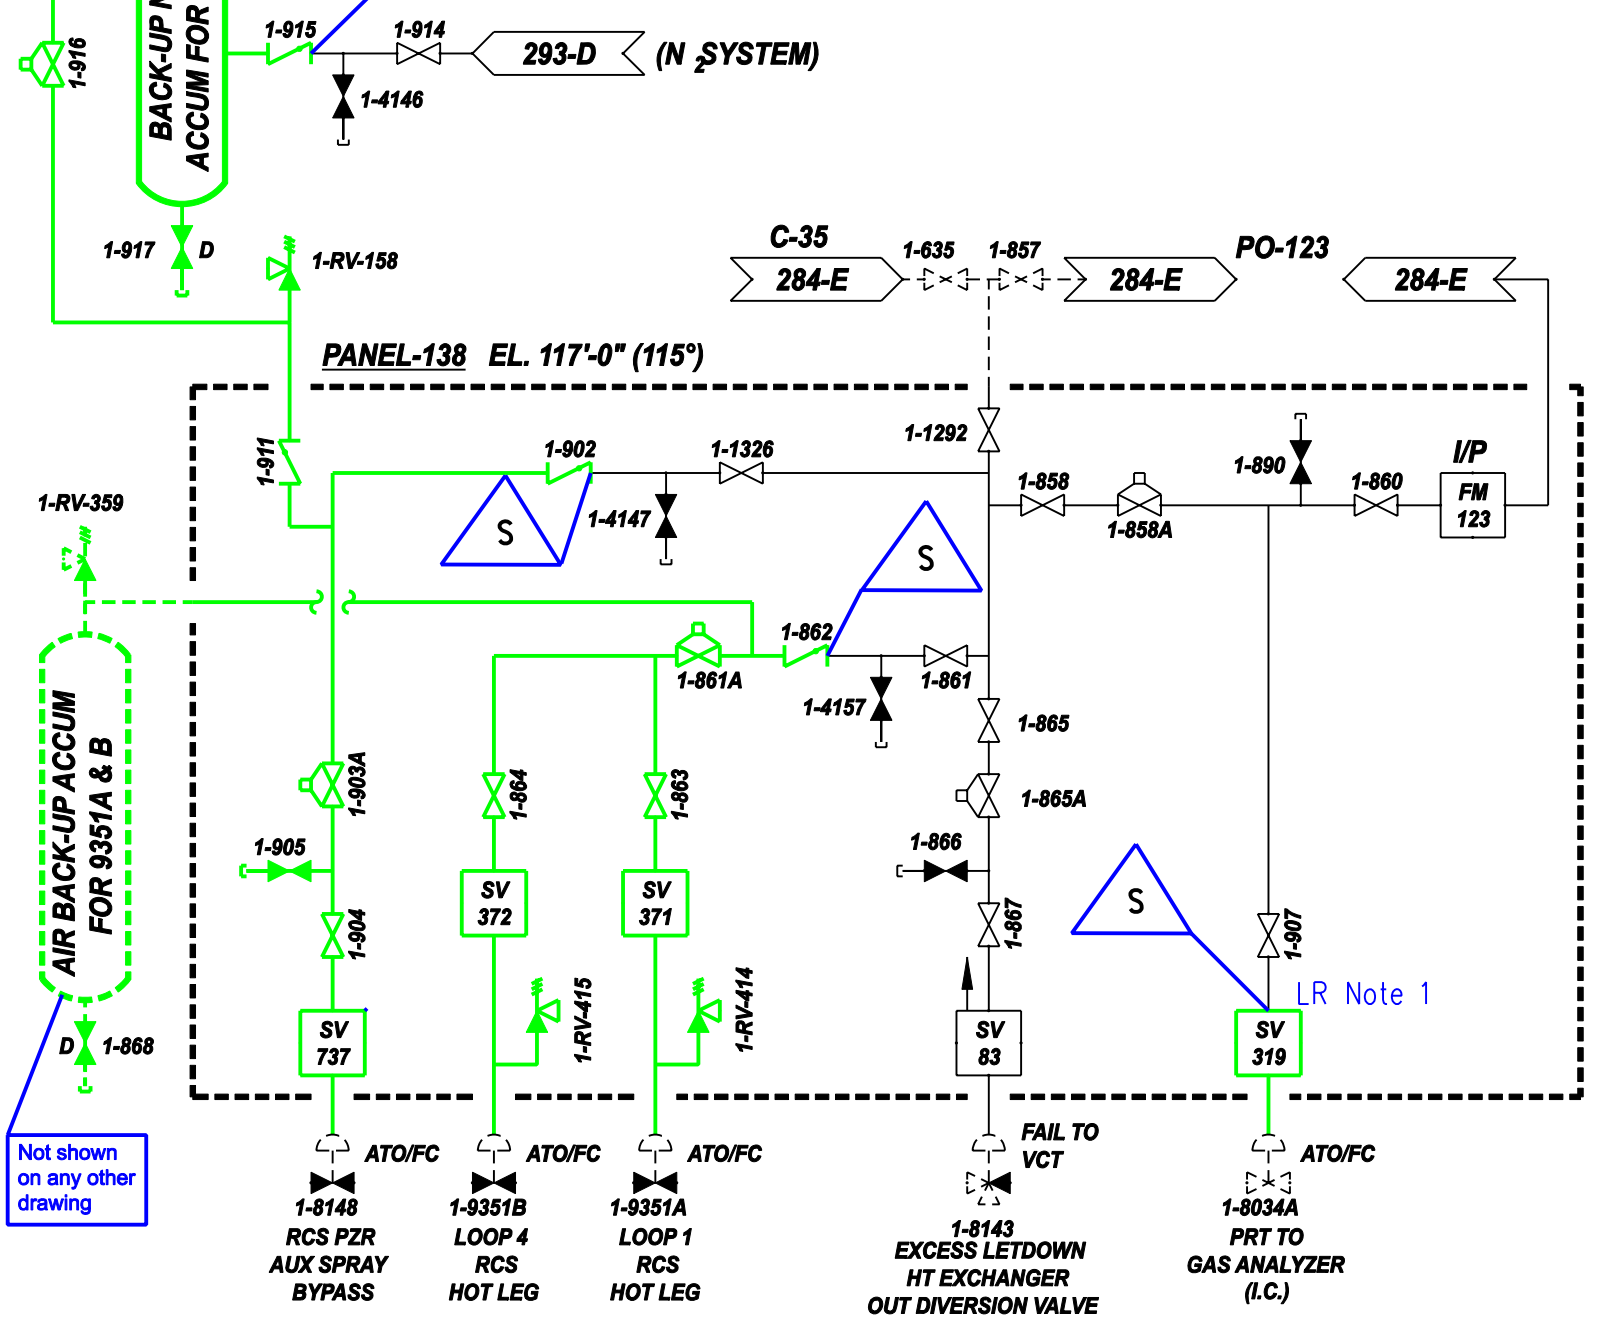 BACK-UP N
ACCUM FOR
1-916
1-915
1-914
293-D
(N 2SYSTEM)
1-4146
1-917
D
1-RV-158
C-35
284-E
1-635
1-857
284-E
PO-123
284-E
PANEL-138 EL. 117'-0" (115°)
1-911
1-902
1-1326
1-1292
1-4147
S
1-858
1-858A
1-890
1-860
I/P
FM
123
1-RV-359
S
1-862
1-861A
1-861
1-4157
AIR BACK-UP ACCUM
FOR 9351A & B
1-903A
1-864
1-863
1-865
1-865A
1-905
1-866
1-904
SV
372
SV
371
1-867
S
1-907
LR Note 1
1-RV-415
1-RV-414
D
1-868
SV
737
SV
83
SV
319
Not shown
on any other
drawing
ATO/FC
1-8148
RCS PZR
AUX SPRAY
BYPASS
ATO/FC
1-9351B
LOOP 4
RCS
HOT LEG
ATO/FC
1-9351A
LOOP 1
RCS
HOT LEG
FAIL TO
VCT
1-8143
EXCESS LETDOWN
HT EXCHANGER
OUT DIVERSION VALVE
ATO/FC
1-8034A
PRT TO
GAS ANALYZER
(I.C.)